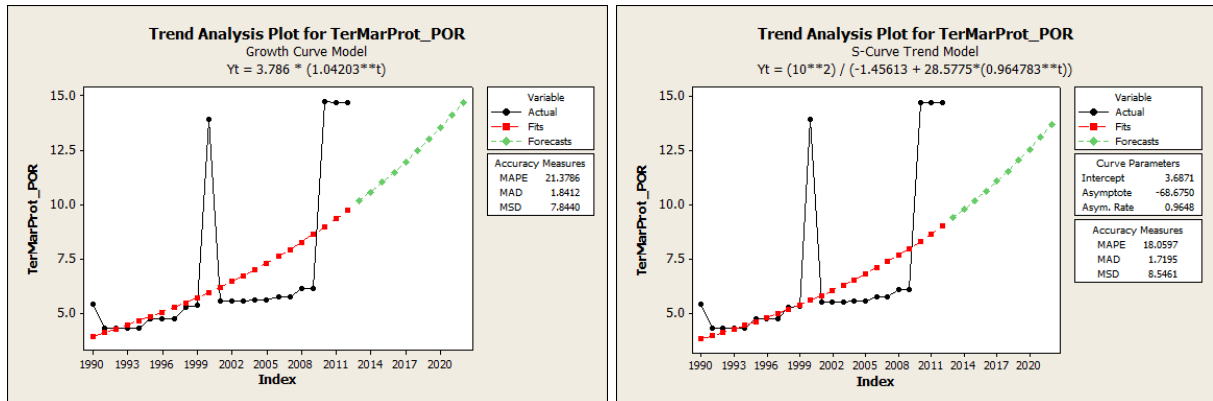 Trend Analysis Plot for TerMarProt_POR
Growth Curve Model
Yt = 3.786 * (1.04203**t)
15.0
12.5
10.0
7.5
5.0
TerMarProt_POR
1990 1993 1996 1999 2002 2005 2008 2011 2014 2017 2020
Index
Variable
Actual
Fits
Forecasts
Accuracy Measures
MAPE 21.3786
MAD 1.8412
MSD 7.8440
Trend Analysis Plot for TerMarProt_POR
S-Curve Trend Model
Yt = (10**2) / (-1.45613 + 28.5775*(0.964783**t))
15.0
12.5
10.0
7.5
5.0
TerMarProt_POR
1990 1993 1996 1999 2002 2005 2008 2011 2014 2017 2020
Index
Variable
Actual
Fits
Forecasts
Curve Parameters
Intercept 3.6871
Asymptote -68.6750
Asym. Rate 0.9648
Accuracy Measures
MAPE 18.0597
MAD 1.7195
MSD 8.5461